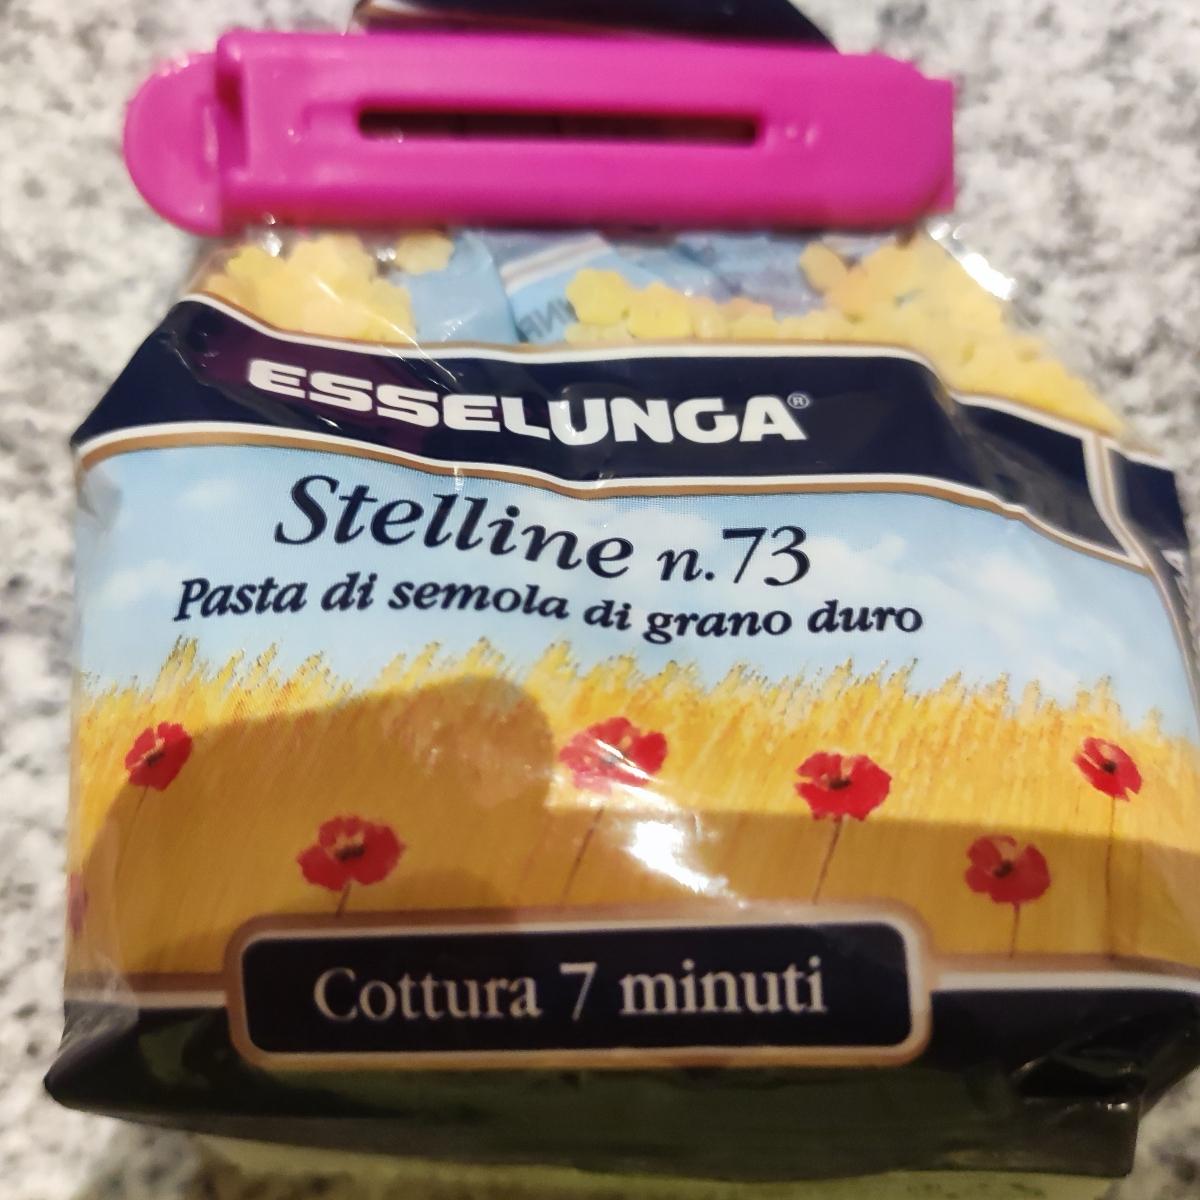 ESSELUNGA®
Stelline n.73
Pasta di semola di grano duro
Cottura 7 minuti